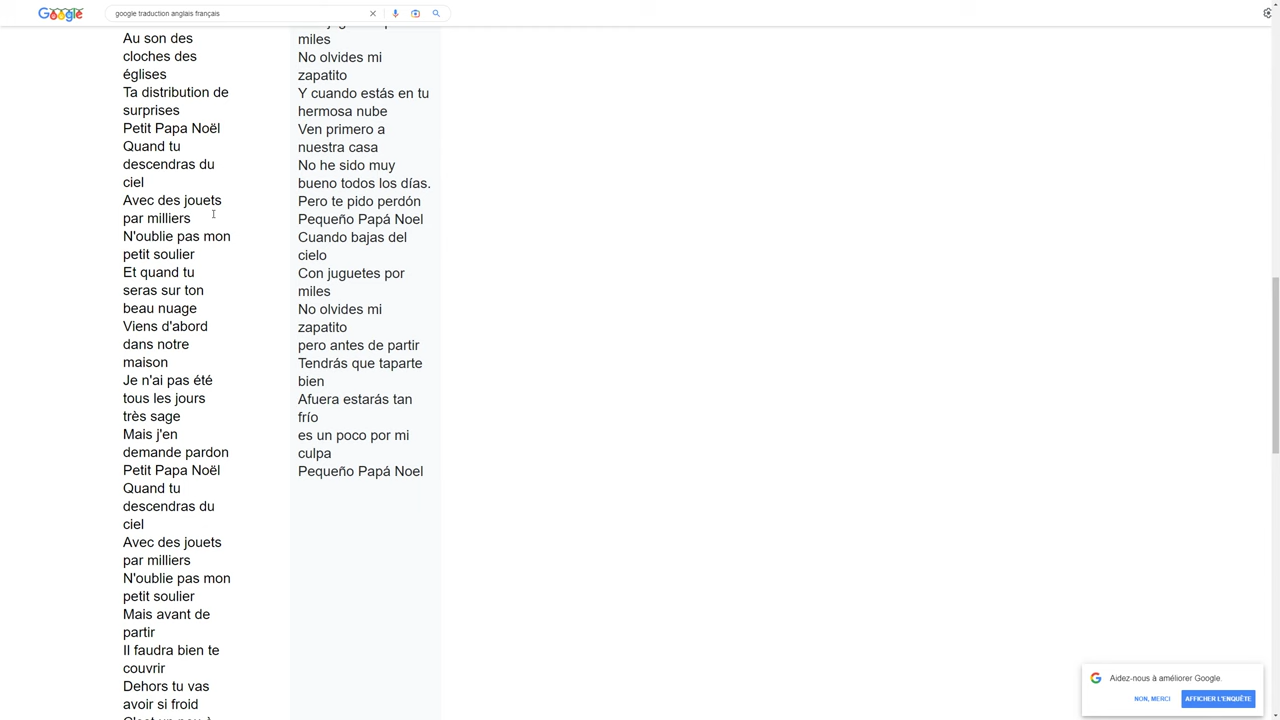 Google
google traduction anglais français
Au son des
cloches des
églises
Ta distribution de
surprises
Petit Papa Noël
Quand tu
descendras du
ciel
Avec des jouets
par milliers
N'oublie pas mon
petit soulier
Et quand tu
seras sur ton
beau nuage
Viens d'abord
dans notre
maison
Je n'ai pas été
tous les jours
très sage
Mais j'en
demande pardon
Petit Papa Noël
Quand tu
descendras du
ciel
Avec des jouets
par milliers
N'oublie pas mon
petit soulier
Mais avant de
partir
Il faudra bien te
couvrir
Dehors tu vas
avoir si froid
miles
No olvides mi
zapatito
Y cuando estás en tu
hermosa nube
Ven primero a
nuestra casa
No he sido muy
bueno todos los días.
Pero te pido perdón
Pequeño Papá Noel
Cuando bajas del
cielo
Con juguetes por
miles
No olvides mi
zapatito
pero antes de partir
Tendrás que taparte
bien
Afuera estarás tan
frío
es un poco por mi
culpa
Pequeño Papá Noel
Aidez-nous à améliorer Google.
NON, MERCI
AFFICHER L'ENQUÊTE